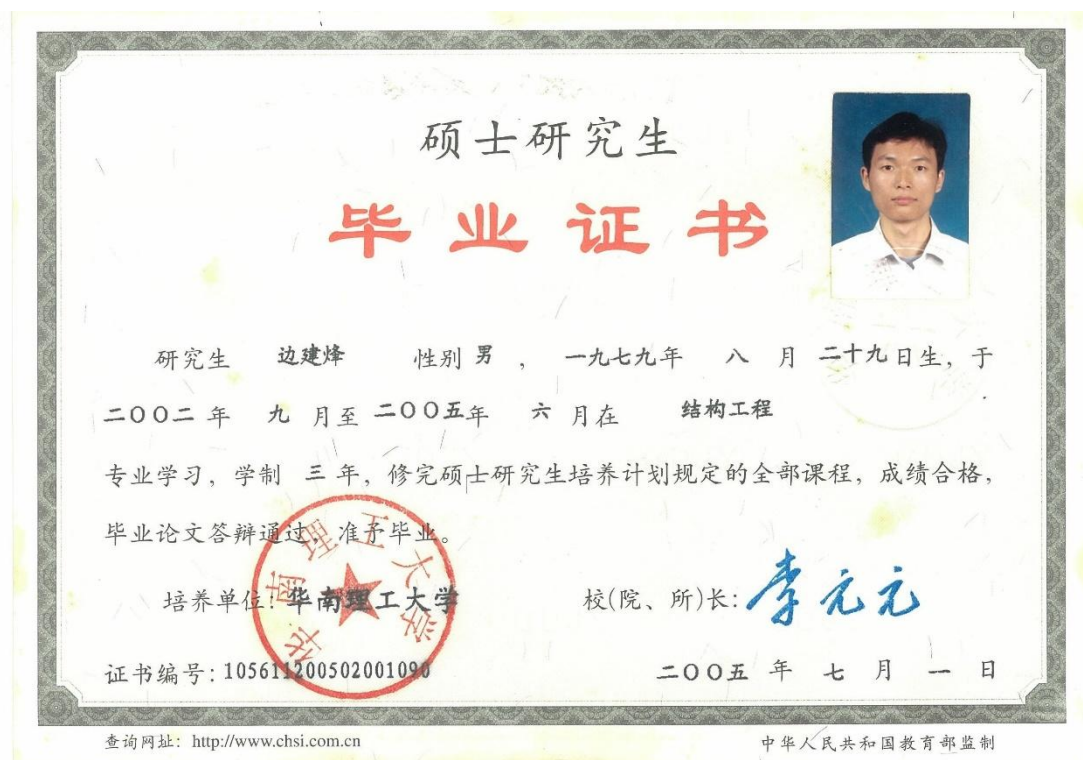 硕士研究生
毕业证书
研究生 边建烽 性别 男 , 一九七九年 八 月 二十九日生, 于
二〇〇二 年 九 月至 二〇〇五年 六 月在 结构工程
专业学习, 学制 三 年, 修完硕士研究生培养计划规定的全部课程, 成绩合格,
毕业论文答辩通过, 准予毕业。
华南理工大学
培养单位: 华南理工大学 校(院、所)长: 李元元
证书编号: 105611200502001090 二〇〇五 年 七 月 一 日
查询网址: http://www.chsi.com.cn 中华人民共和国教育部监制